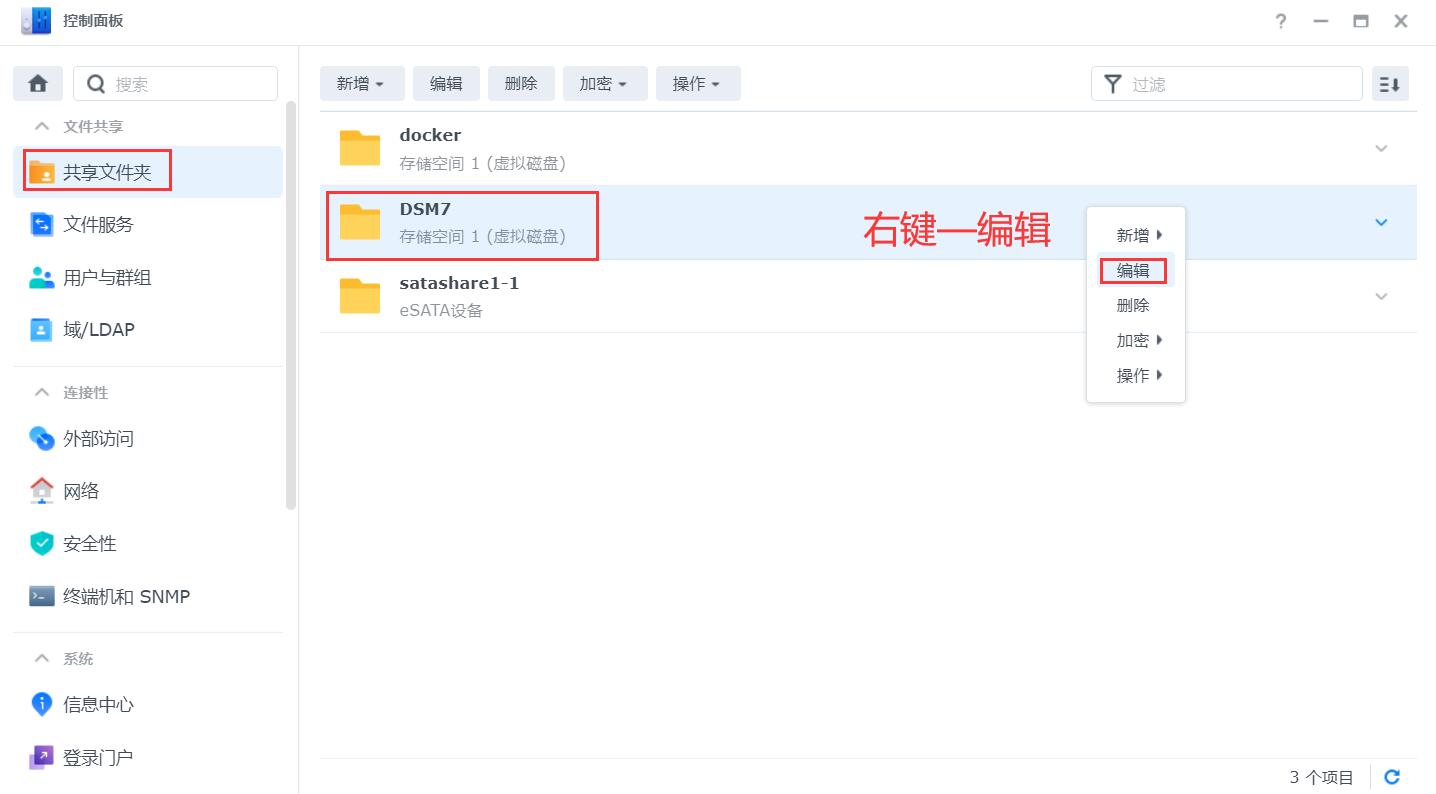 控制面板
搜索
文件共享
共享文件夹
文件服务
用户与群组
域/LDAP
连接性
外部访问
网络
安全性
终端机和 SNMP
系统
信息中心
登录门户
新增 编辑 删除 加密 操作 过滤
docker
存储空间 1 (虚拟磁盘)
DSM7
存储空间 1 (虚拟磁盘)
右键—编辑
satashare1-1
eSATA设备
新增
编辑
删除
加密
操作
3 个项目